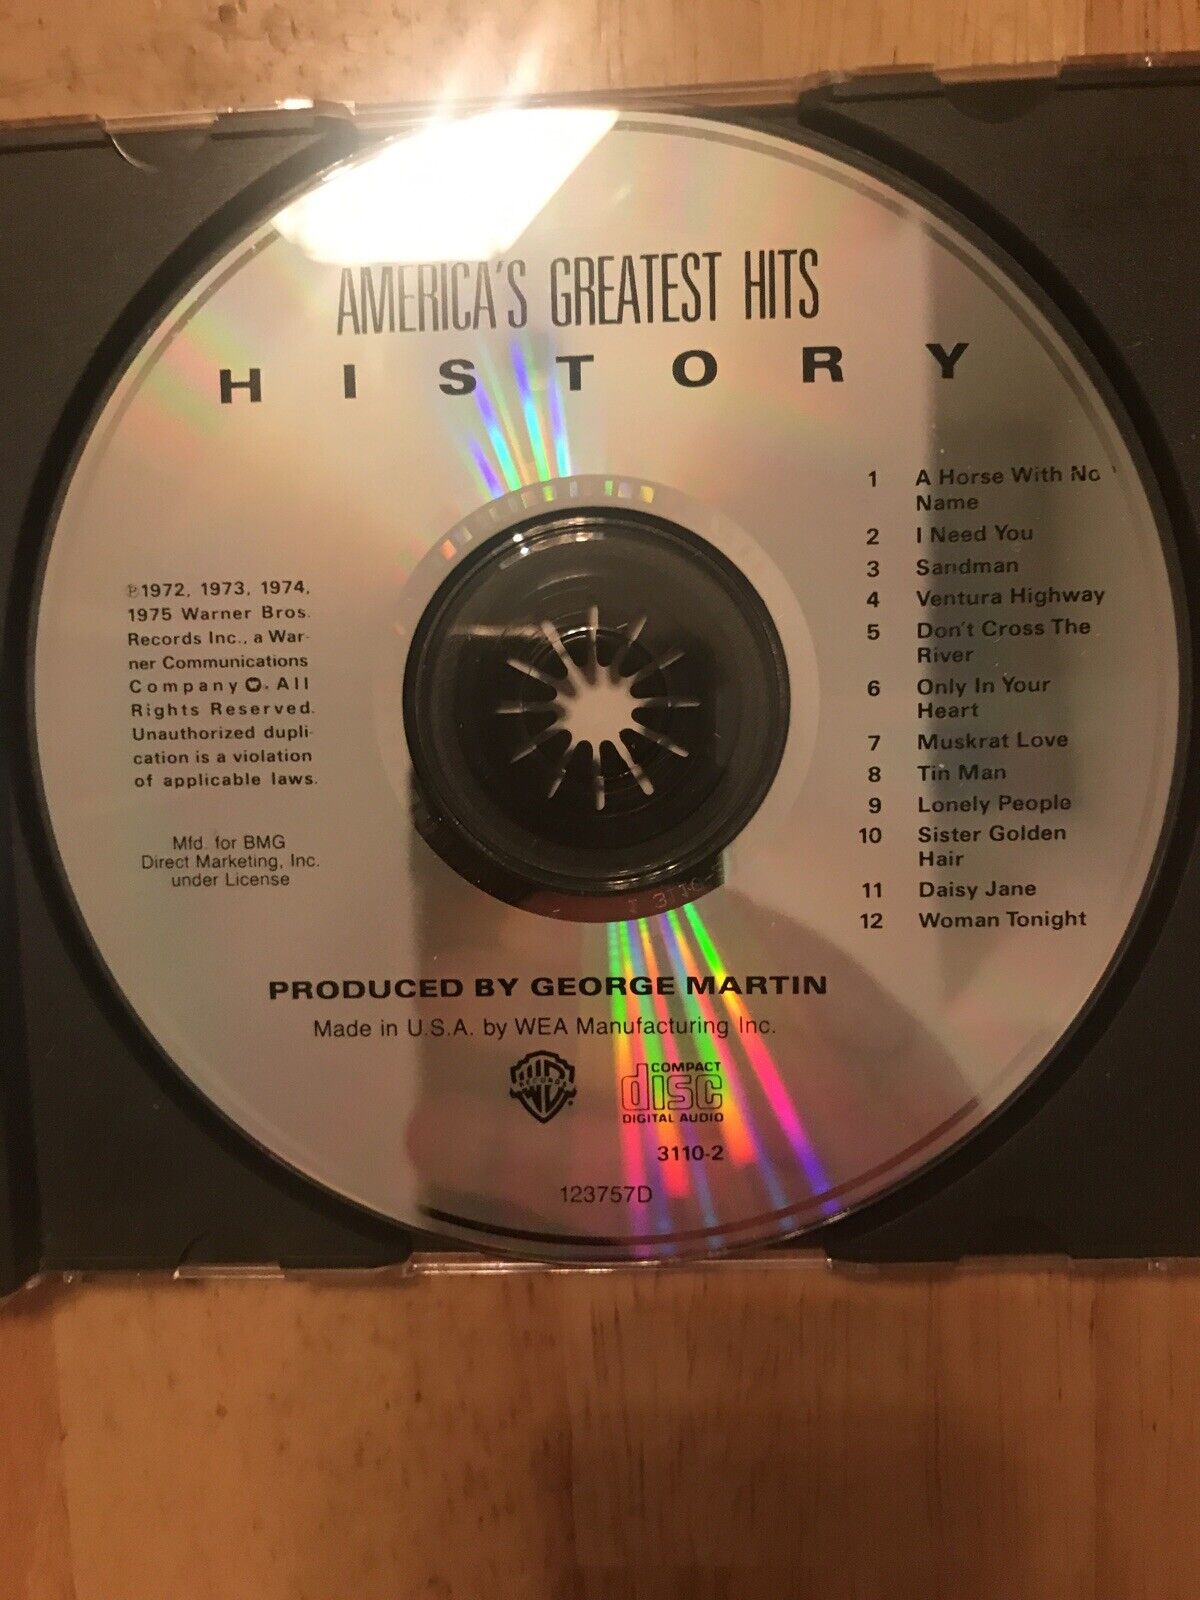 AMERICA'S GREATEST HITS
HISTORY
1 A Horse With No
Name
2 I Need You
3 Sandman
4 Ventura Highway
5 Don't Cross The
River
6 Only In Your
Heart
7 Muskrat Love
8 Tin Man
9 Lonely People
10 Sister Golden
Hair
11 Daisy Jane
12 Woman Tonight
℗1972, 1973, 1974,
1975 Warner Bros.
Records Inc., a War-
ner Communications
Company. All
Rights Reserved.
Unauthorized dupli-
cation is a violation
of applicable laws.
Mfd. for BMG
Direct Marketing, Inc.
under License
PRODUCED BY GEORGE MARTIN
Made in U.S.A. by WEA Manufacturing Inc.
RECORDS
COMPACT
disc
DIGITAL AUDIO
3110-2
123757D